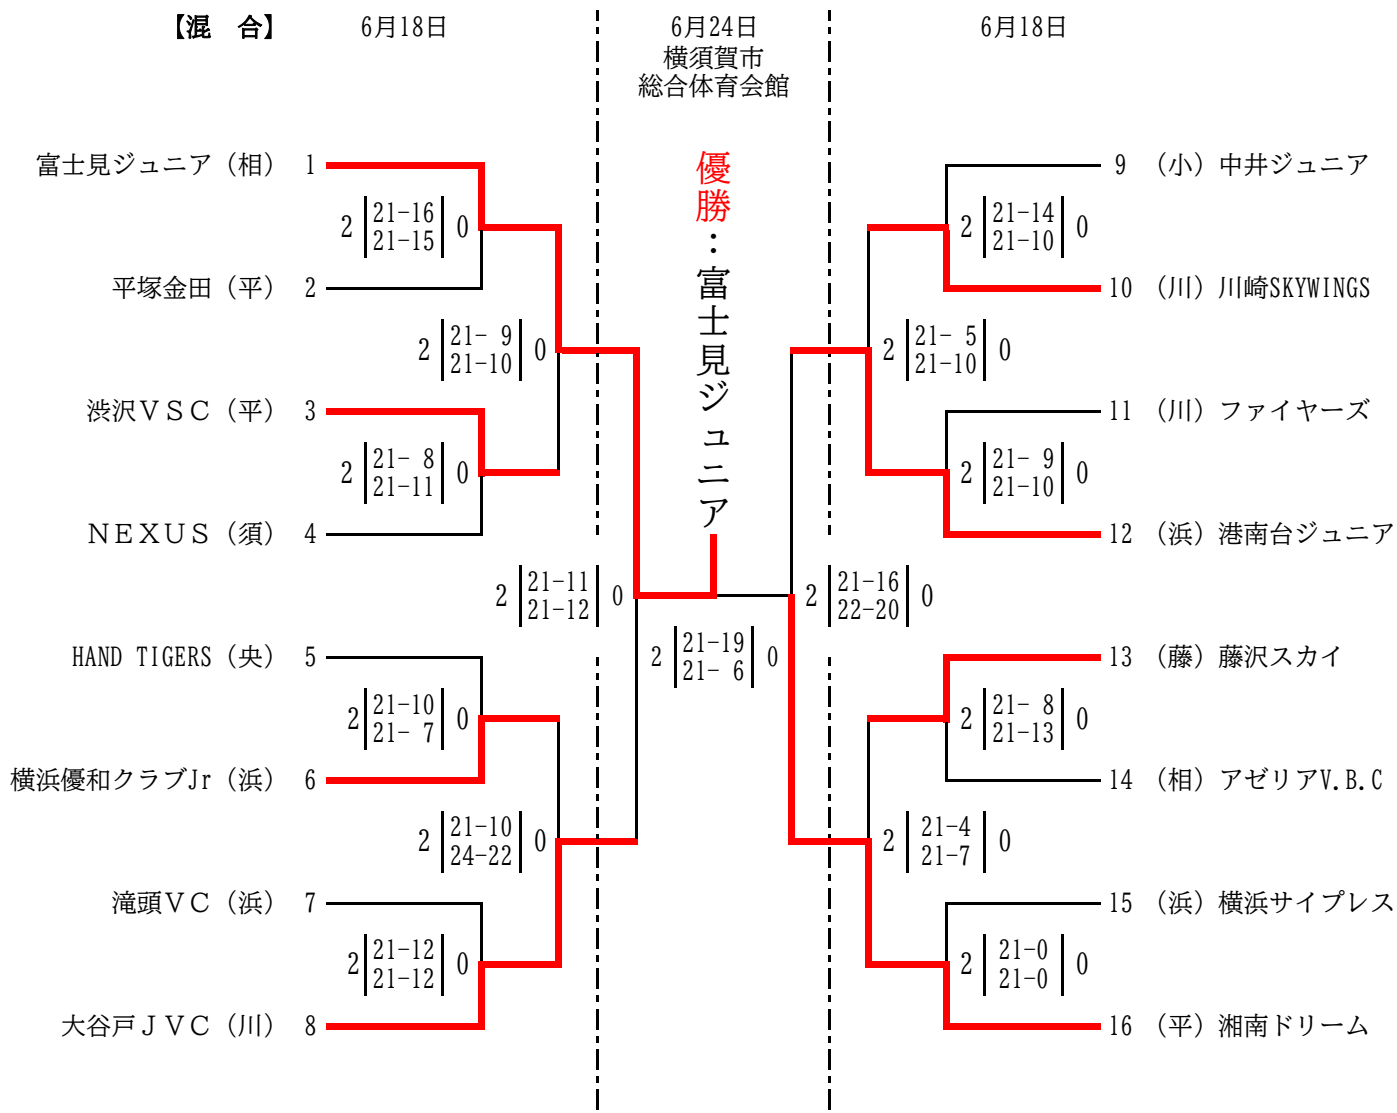 【混　合】 6月18日 6月24日 6月18日
横須賀市
総合体育会館
優勝：富士見ジュニア
富士見ジュニア（相） 1
2 21-16 0
21-15
平塚金田（平） 2
2 21- 9 0
21-10
渋沢ＶＳＣ（平） 3
2 21- 8 0
21-11
ＮＥＸＵＳ（須） 4
2 21-11 0
21-12
HAND TIGERS（央） 5
2 21-10 0
21- 7
横浜優和クラブJr（浜） 6
2 21-10 0
24-22
滝頭ＶＣ（浜） 7
2 21-12 0
21-12
大谷戸ＪＶＣ（川） 8
2 21-19 0
21- 6
9 （小）中井ジュニア
2 21-14 0
21-10
10 （川）川崎SKYWINGS
2 21- 5 0
21-10
11 （川）ファイヤーズ
2 21- 9 0
21-10
12 （浜）港南台ジュニア
2 21-16 0
22-20
13 （藤）藤沢スカイ
2 21- 8 0
21-13
14 （相）アゼリアV.B.C
2 21-4 0
21-7
15 （浜）横浜サイプレス
2 21-0 0
21-0
16 （平）湘南ドリーム